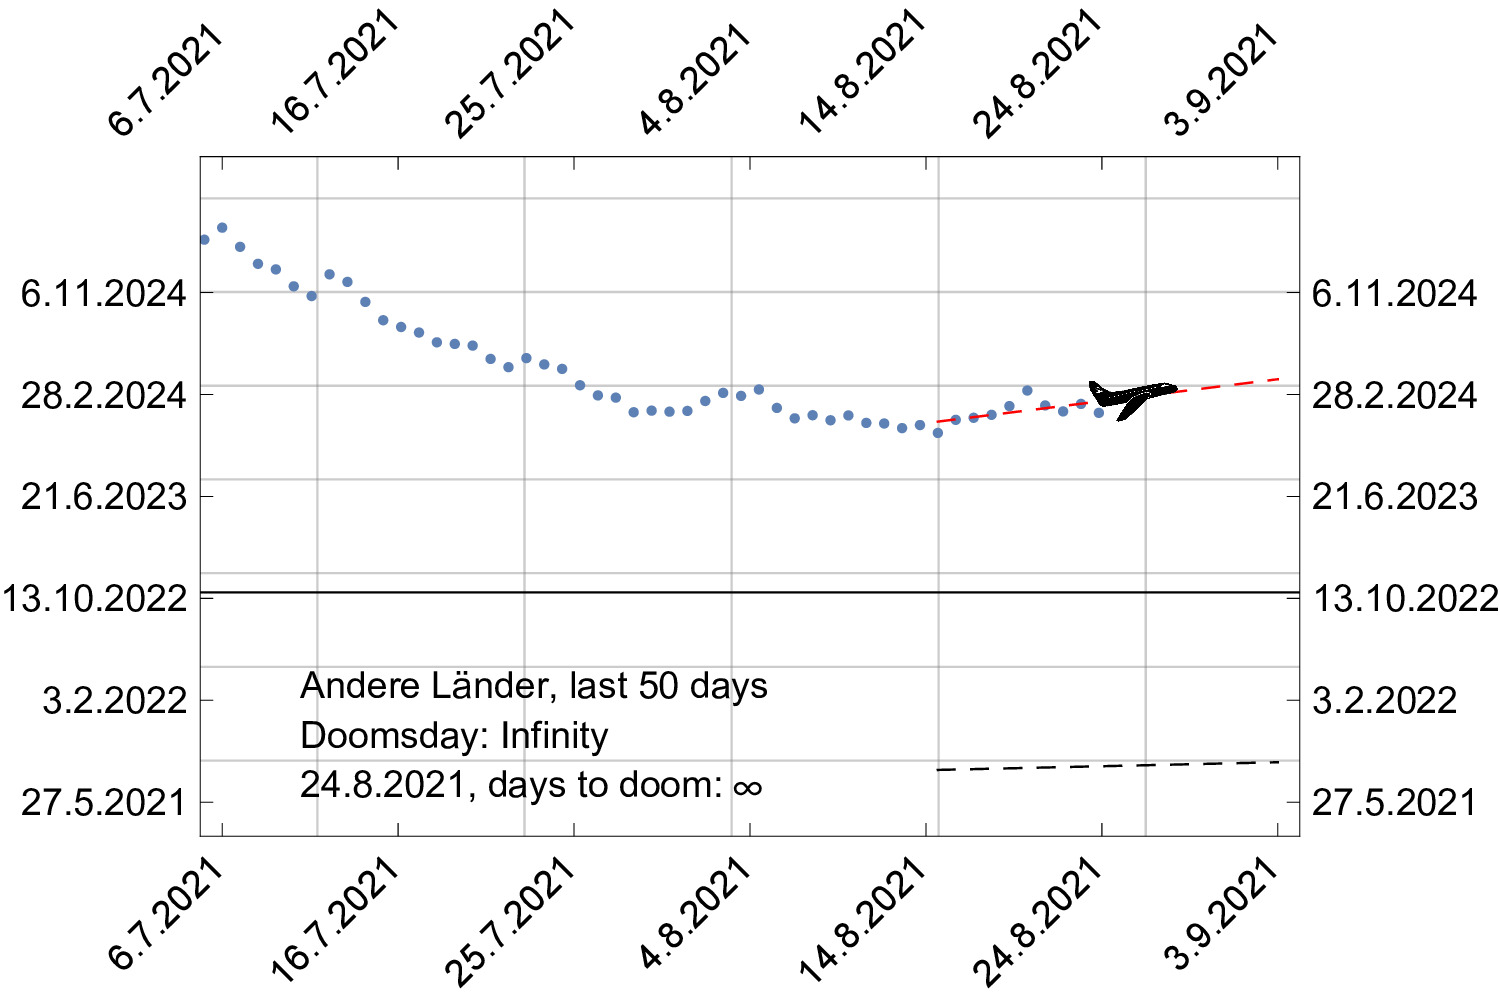 6.7.2021 16.7.2021 25.7.2021 4.8.2021 14.8.2021 24.8.2021 3.9.2021
6.11.2024 6.11.2024
28.2.2024 28.2.2024
21.6.2023 21.6.2023
13.10.2022 13.10.2022
Andere Länder, last 50 days
3.2.2022 3.2.2022
Doomsday: Infinity
24.8.2021, days to doom: ∞
27.5.2021 27.5.2021
6.7.2021 16.7.2021 25.7.2021 4.8.2021 14.8.2021 24.8.2021 3.9.2021